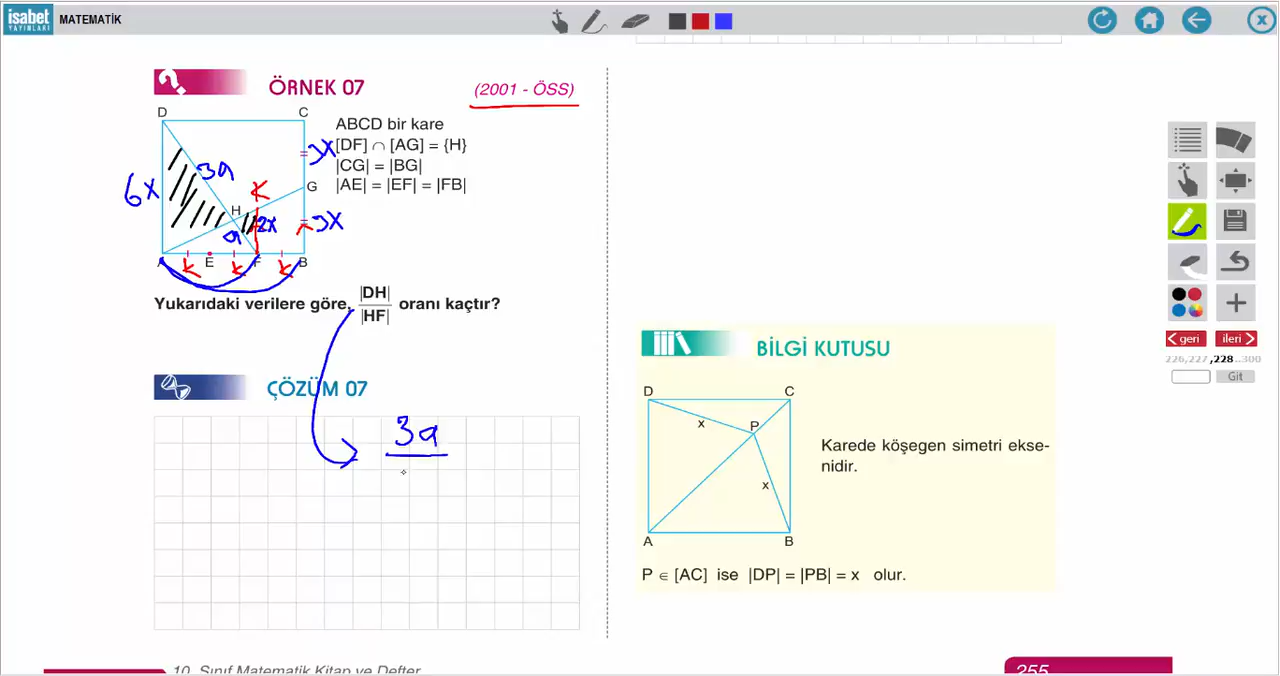 isabet
YAYINLARI
MATEMATİK
ÖRNEK 07
(2001 - ÖSS)
D
C
ABCD bir kare
[DF] ∩ [AG] = {H}
|CG| = |BG|
|AE| = |EF| = |FB|
3x
3a
6x
K
G
H
2x
3x
a
A
E
F
B
K
K
K
Yukarıdaki verilere göre, |DH| / |HF| oranı kaçtır?
ÇÖZÜM 07
3a
BİLGİ KUTUSU
D
C
x
P
x
A
B
Karede köşegen simetri ekse-
nidir.
P ∈ [AC] ise |DP| = |PB| = x olur.
10. Sınıf Matematik Kitap ve Defter
255
geri
ileri
226,227,228..300
Git